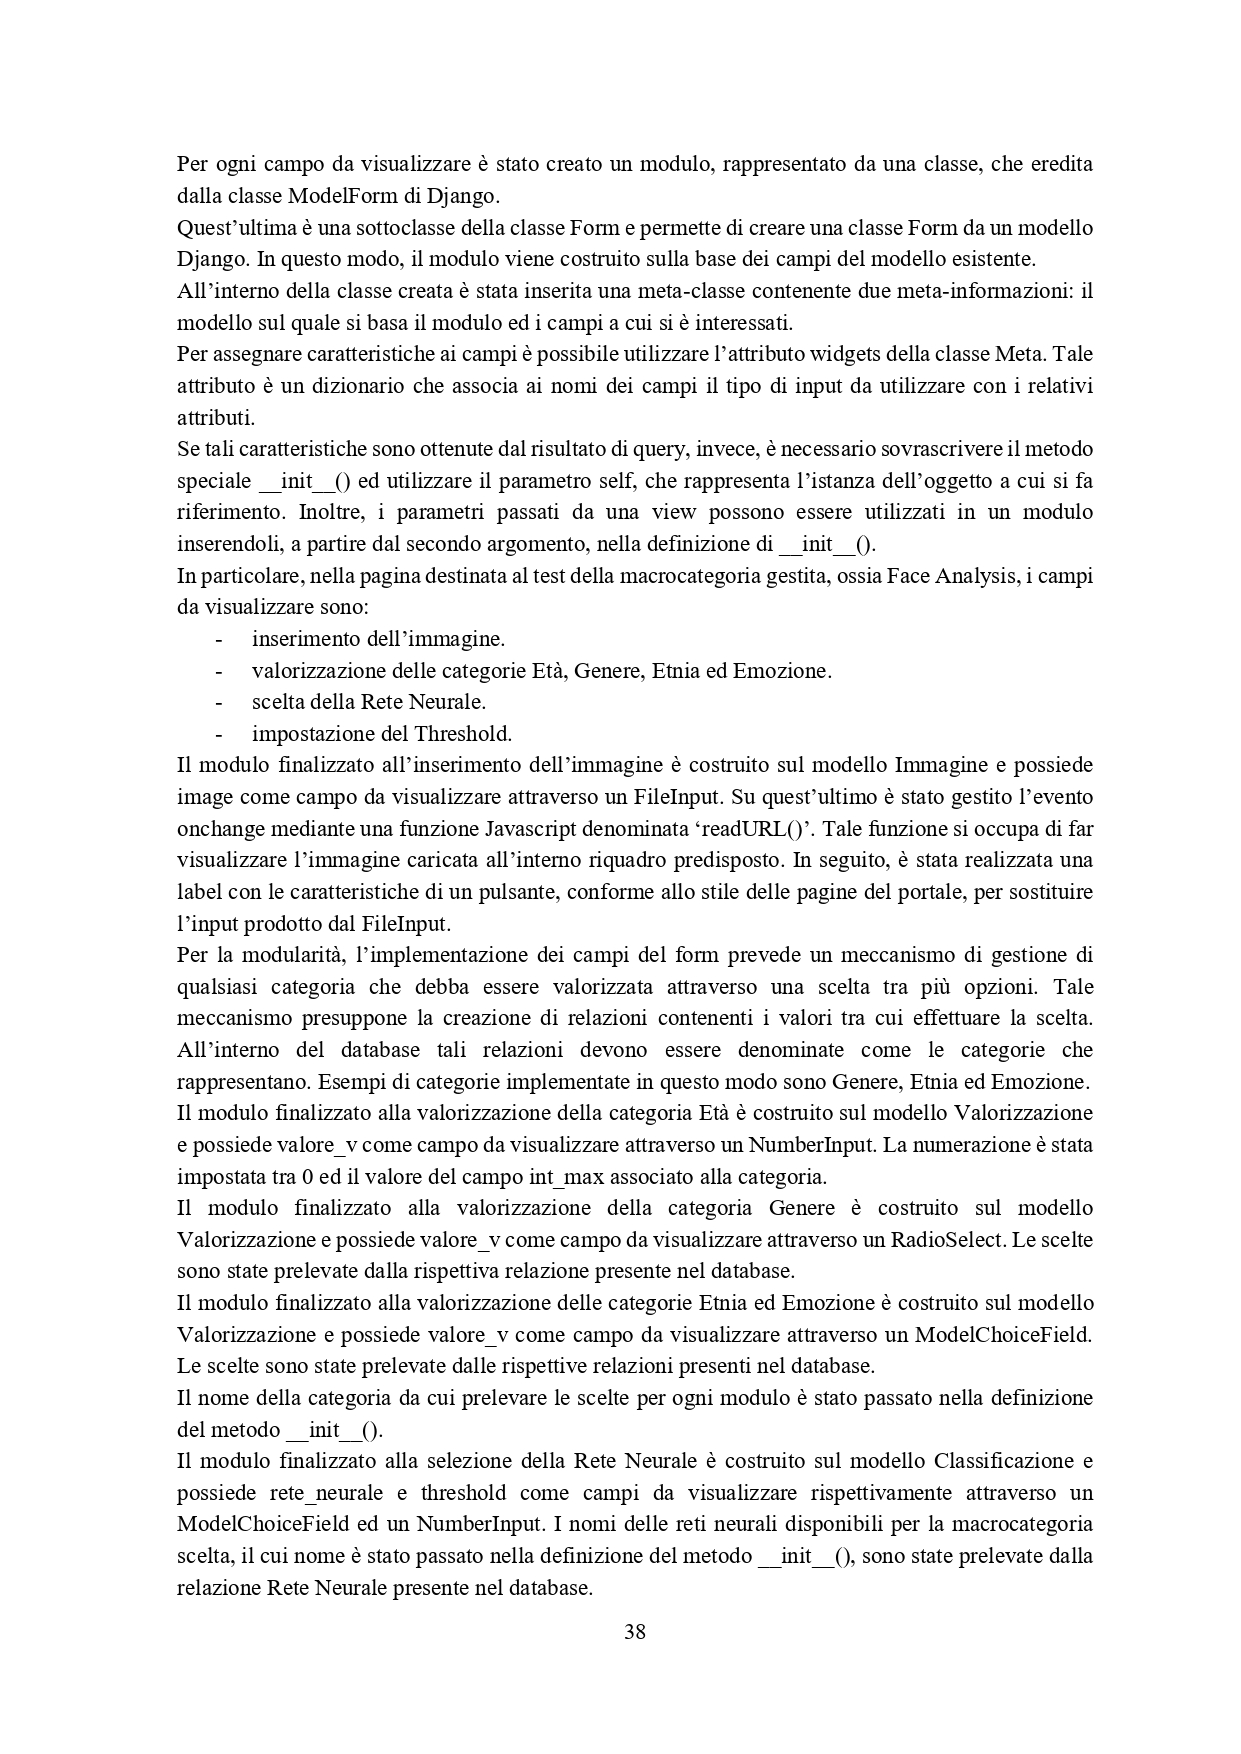 Per ogni campo da visualizzare è stato creato un modulo, rappresentato da una classe, che eredita
dalla classe ModelForm di Django.
Quest’ultima è una sottoclasse della classe Form e permette di creare una classe Form da un modello
Django. In questo modo, il modulo viene costruito sulla base dei campi del modello esistente.
All’interno della classe creata è stata inserita una meta-classe contenente due meta-informazioni: il
modello sul quale si basa il modulo ed i campi a cui si è interessati.
Per assegnare caratteristiche ai campi è possibile utilizzare l’attributo widgets della classe Meta. Tale
attributo è un dizionario che associa ai nomi dei campi il tipo di input da utilizzare con i relativi
attributi.
Se tali caratteristiche sono ottenute dal risultato di query, invece, è necessario sovrascrivere il metodo
speciale __init__() ed utilizzare il parametro self, che rappresenta l’istanza dell’oggetto a cui si fa
riferimento. Inoltre, i parametri passati da una view possono essere utilizzati in un modulo
inserendoli, a partire dal secondo argomento, nella definizione di __init__().
In particolare, nella pagina destinata al test della macrocategoria gestita, ossia Face Analysis, i campi
da visualizzare sono:
- inserimento dell’immagine.
- valorizzazione delle categorie Età, Genere, Etnia ed Emozione.
- scelta della Rete Neurale.
- impostazione del Threshold.
Il modulo finalizzato all’inserimento dell’immagine è costruito sul modello Immagine e possiede
image come campo da visualizzare attraverso un FileInput. Su quest’ultimo è stato gestito l’evento
onchange mediante una funzione Javascript denominata ‘readURL()’. Tale funzione si occupa di far
visualizzare l’immagine caricata all’interno riquadro predisposto. In seguito, è stata realizzata una
label con le caratteristiche di un pulsante, conforme allo stile delle pagine del portale, per sostituire
l’input prodotto dal FileInput.
Per la modularità, l’implementazione dei campi del form prevede un meccanismo di gestione di
qualsiasi categoria che debba essere valorizzata attraverso una scelta tra più opzioni. Tale
meccanismo presuppone la creazione di relazioni contenenti i valori tra cui effettuare la scelta.
All’interno del database tali relazioni devono essere denominate come le categorie che
rappresentano. Esempi di categorie implementate in questo modo sono Genere, Etnia ed Emozione.
Il modulo finalizzato alla valorizzazione della categoria Età è costruito sul modello Valorizzazione
e possiede valore_v come campo da visualizzare attraverso un NumberInput. La numerazione è stata
impostata tra 0 ed il valore del campo int_max associato alla categoria.
Il modulo finalizzato alla valorizzazione della categoria Genere è costruito sul modello
Valorizzazione e possiede valore_v come campo da visualizzare attraverso un RadioSelect. Le scelte
sono state prelevate dalla rispettiva relazione presente nel database.
Il modulo finalizzato alla valorizzazione delle categorie Etnia ed Emozione è costruito sul modello
Valorizzazione e possiede valore_v come campo da visualizzare attraverso un ModelChoiceField.
Le scelte sono state prelevate dalle rispettive relazioni presenti nel database.
Il nome della categoria da cui prelevare le scelte per ogni modulo è stato passato nella definizione
del metodo __init__().
Il modulo finalizzato alla selezione della Rete Neurale è costruito sul modello Classificazione e
possiede rete_neurale e threshold come campi da visualizzare rispettivamente attraverso un
ModelChoiceField ed un NumberInput. I nomi delle reti neurali disponibili per la macrocategoria
scelta, il cui nome è stato passato nella definizione del metodo __init__(), sono state prelevate dalla
relazione Rete Neurale presente nel database.
38